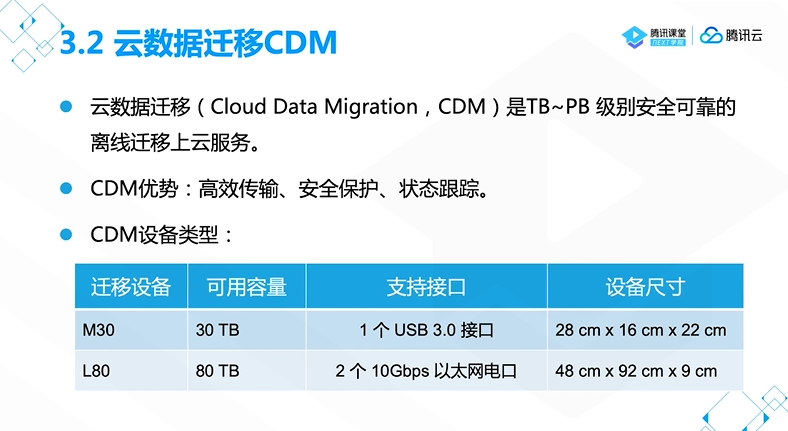 3.2 云数据迁移CDM
腾讯课堂
NEXT学院
腾讯云
云数据迁移（Cloud Data Migration，CDM）是TB~PB 级别安全可靠的
离线迁移上云服务。
CDM优势：高效传输、安全保护、状态跟踪。
CDM设备类型：
迁移设备 可用容量 支持接口 设备尺寸
M30 30 TB 1 个 USB 3.0 接口 28 cm x 16 cm x 22 cm
L80 80 TB 2 个 10Gbps 以太网电口 48 cm x 92 cm x 9 cm